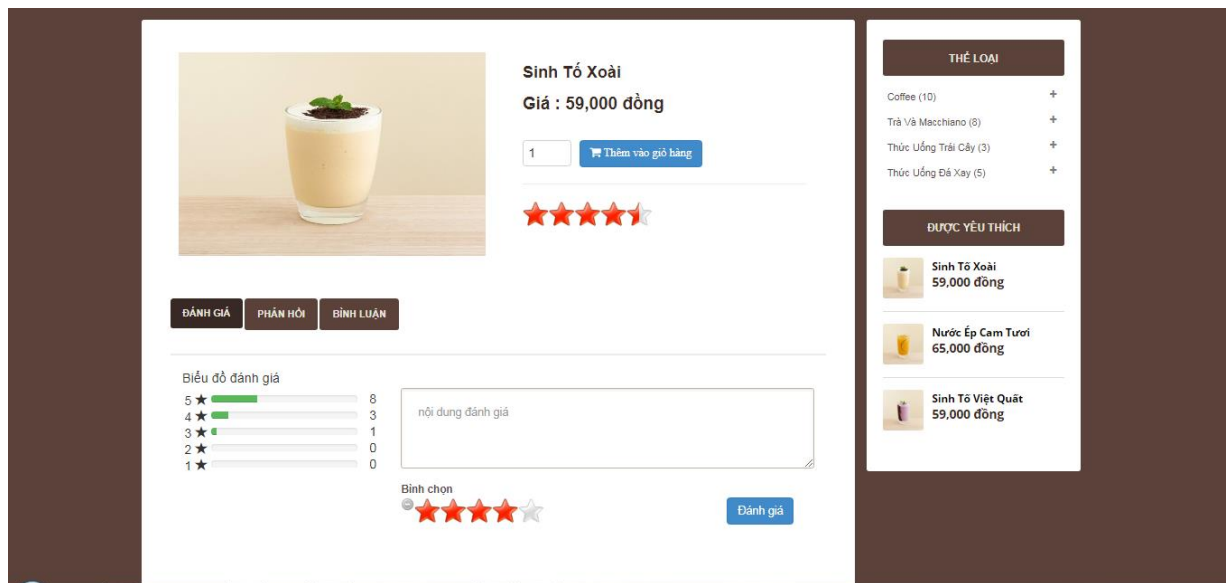 Sinh Tố Xoài
Giá : 59,000 đồng
1
Thêm vào giỏ hàng
ĐÁNH GIÁ
PHẢN HỒI
BÌNH LUẬN
Biểu đồ đánh giá
5 ★ 8
4 ★ 3
3 ★ 1
2 ★ 0
1 ★ 0
nội dung đánh giá
Bình chọn
Đánh giá
THỂ LOẠI
Coffee (10) +
Trà Và Macchiano (8) +
Thức Uống Trái Cây (3) +
Thức Uống Đá Xay (5) +
ĐƯỢC YÊU THÍCH
Sinh Tố Xoài
59,000 đồng
Nước Ép Cam Tươi
65,000 đồng
Sinh Tố Việt Quất
59,000 đồng